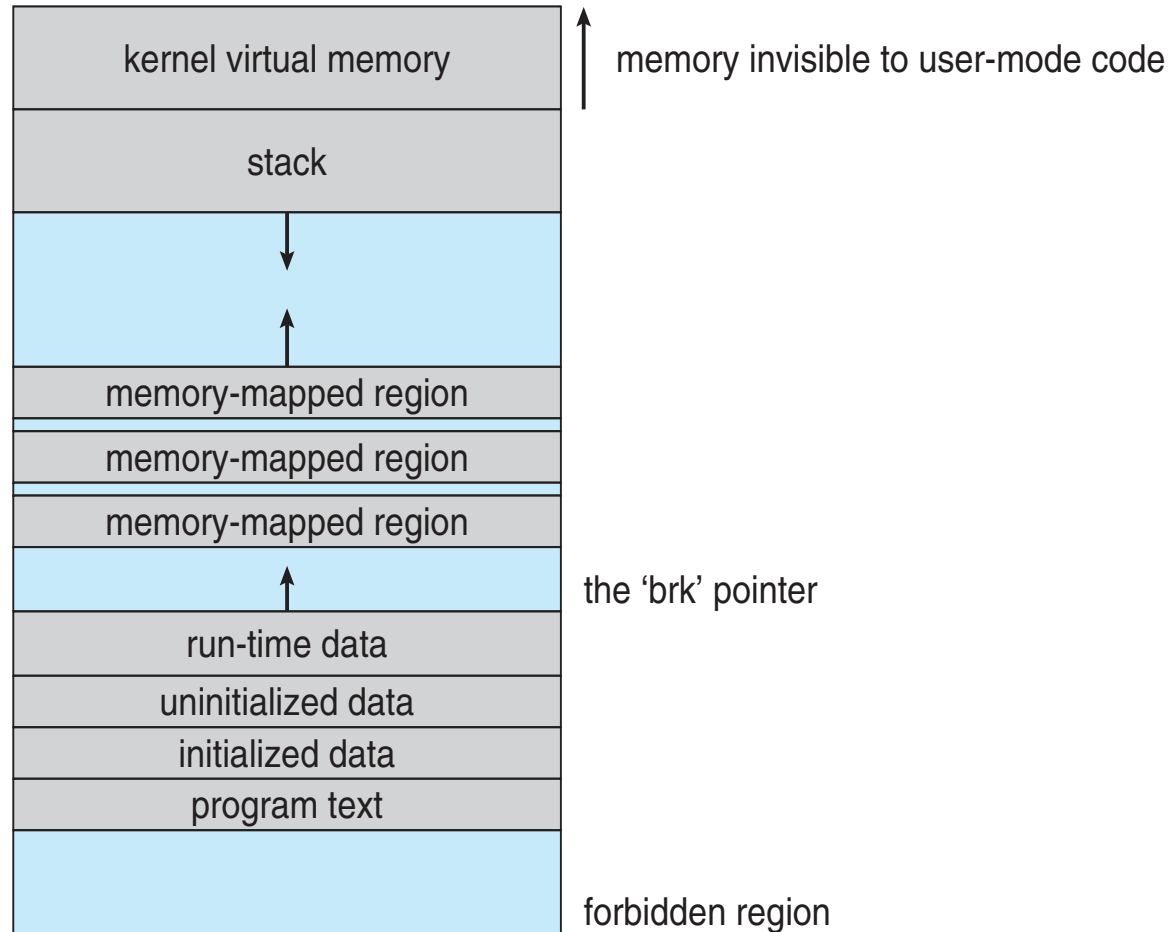 kernel virtual memory
memory invisible to user-mode code
stack
memory-mapped region
memory-mapped region
memory-mapped region
the ‘brk’ pointer
run-time data
uninitialized data
initialized data
program text
forbidden region